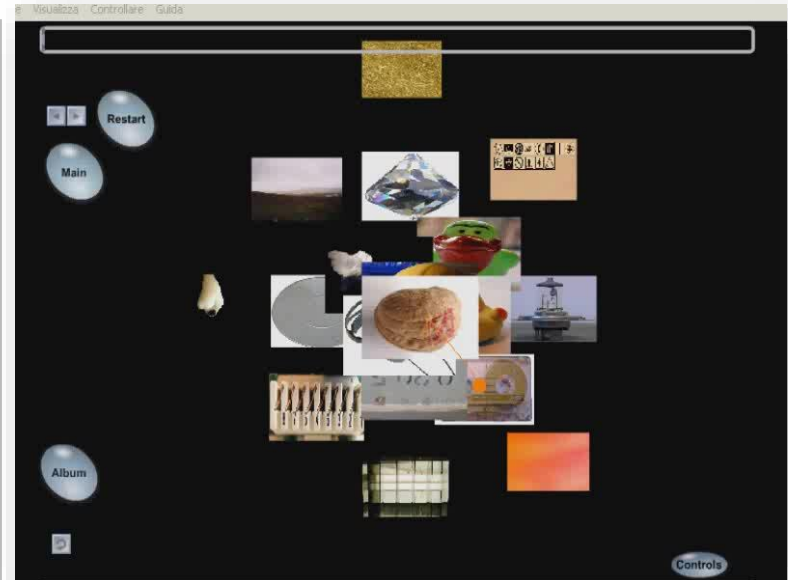 Visualizza Controllare Guida
Restart
Main
Album
Controls